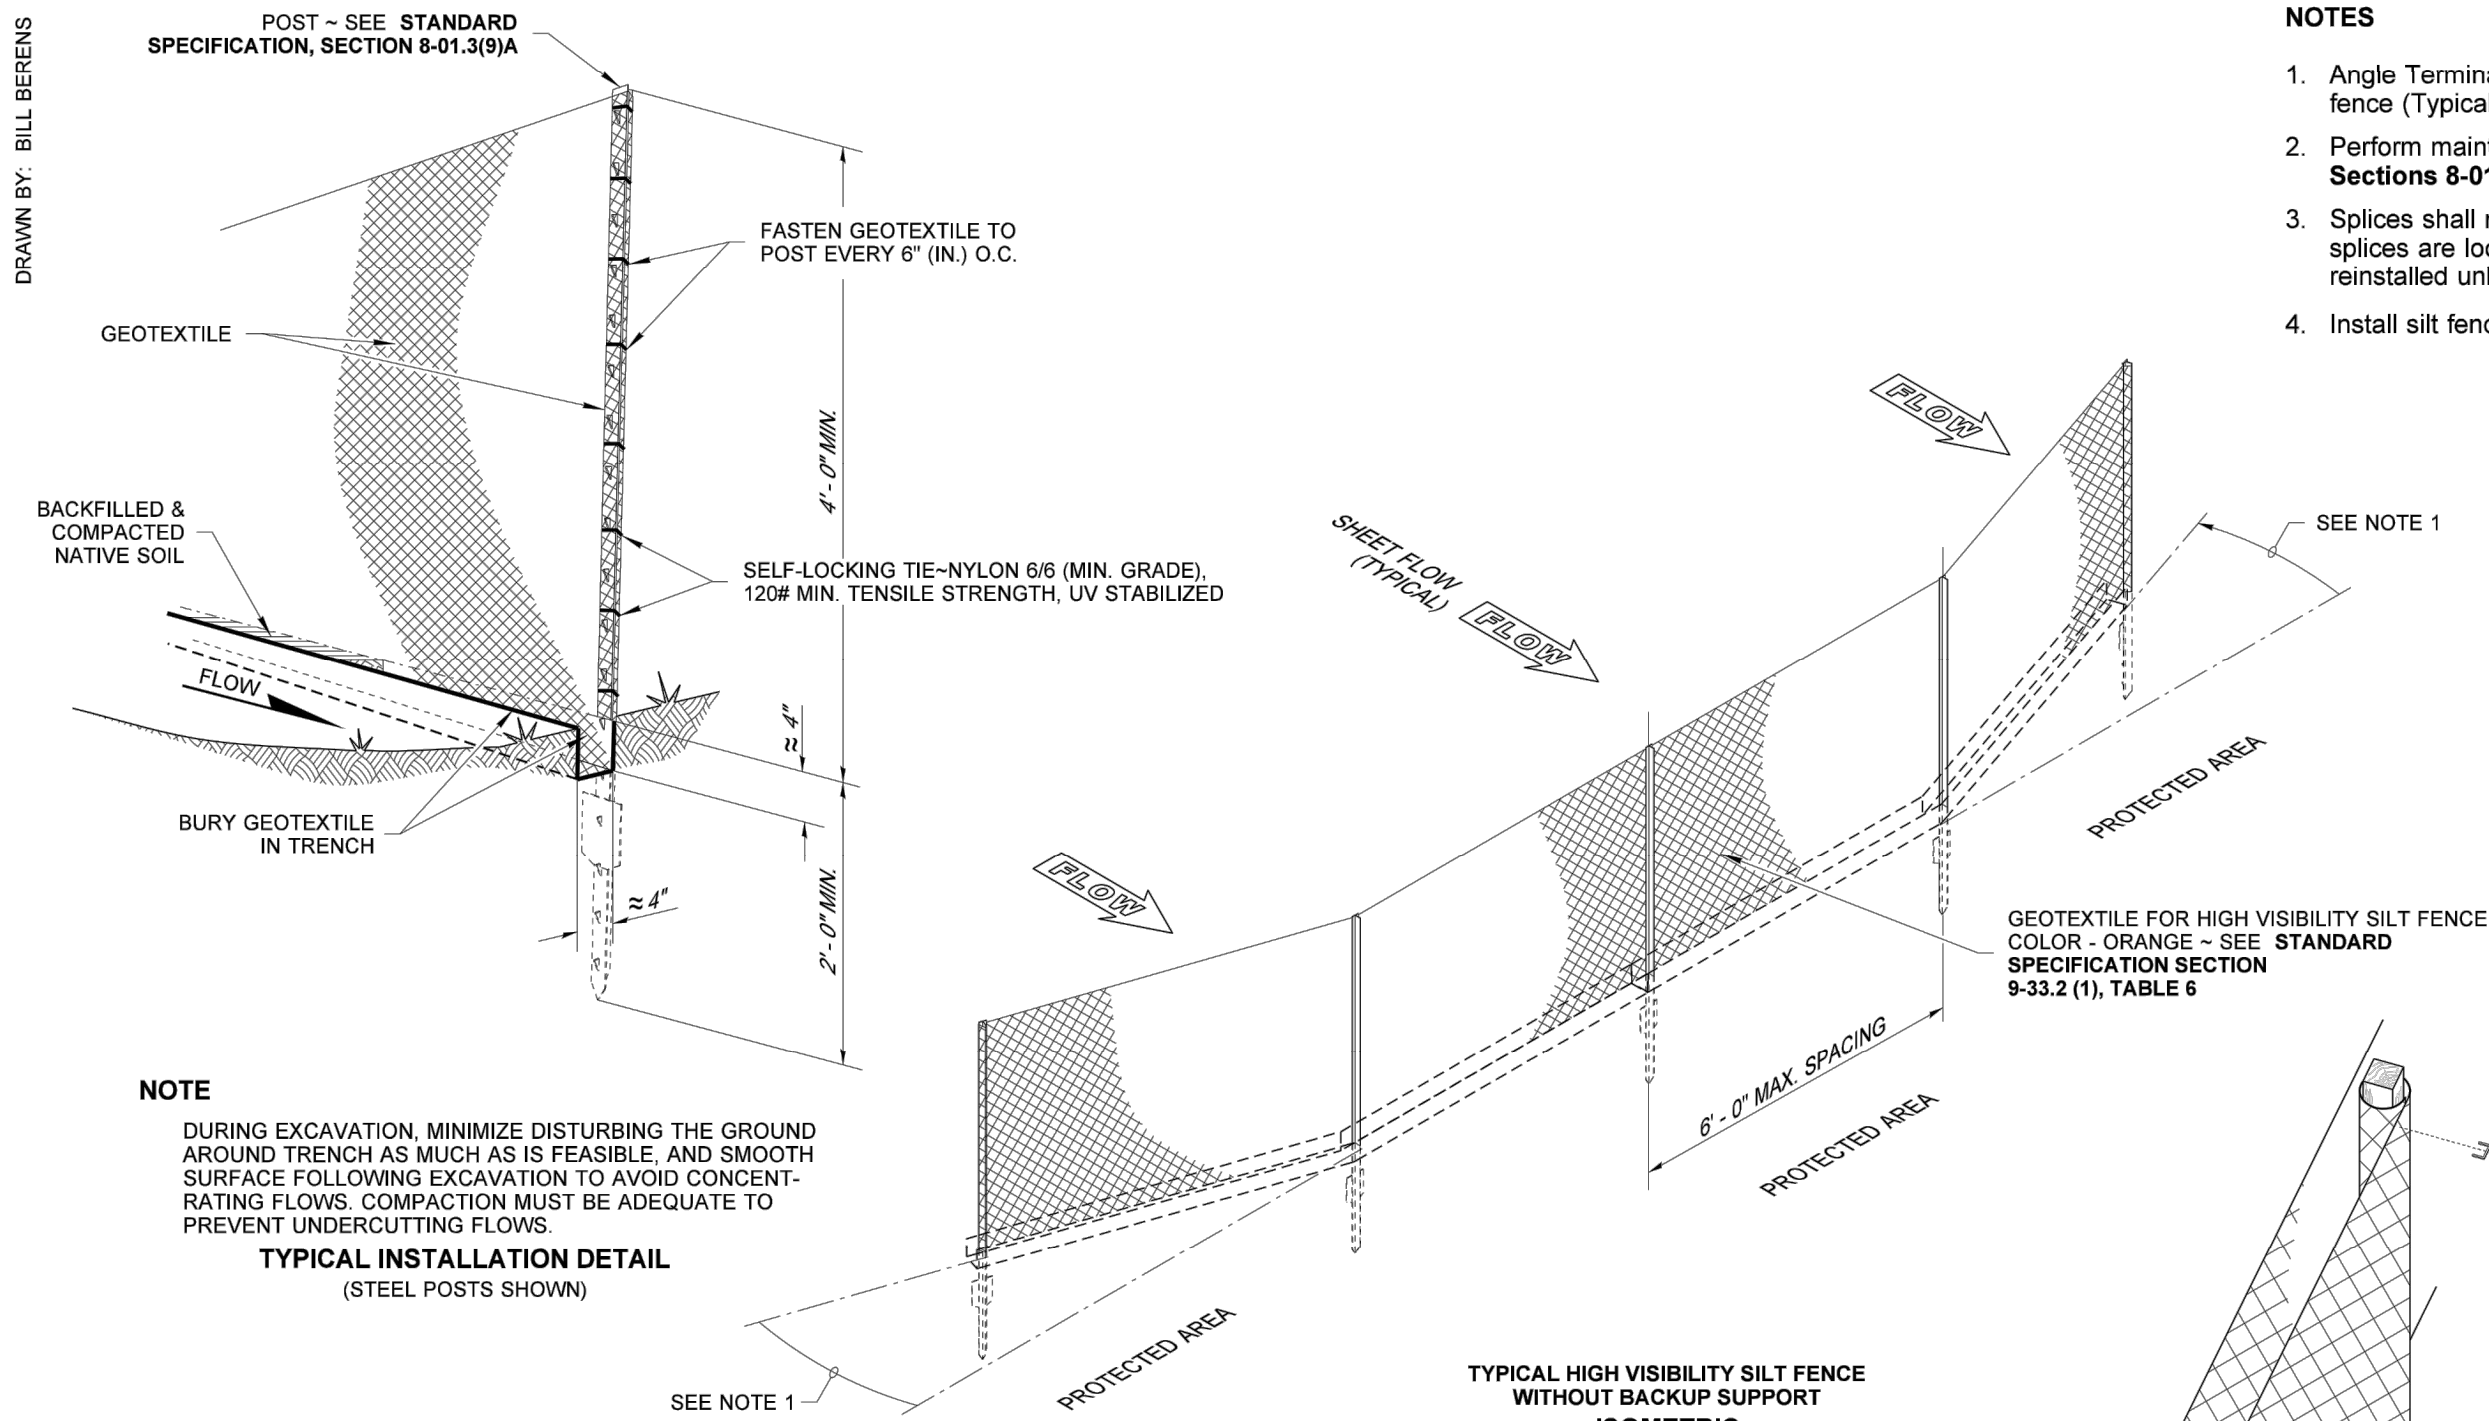 DRAWN BY: BILL BERENS
POST ~ SEE STANDARD
SPECIFICATION, SECTION 8-01.3(9)A
FASTEN GEOTEXTILE TO
POST EVERY 6" (IN.) O.C.
GEOTEXTILE
4' - 0" MIN.
BACKFILLED &
COMPACTED
NATIVE SOIL
SELF-LOCKING TIE~NYLON 6/6 (MIN. GRADE),
120# MIN. TENSILE STRENGTH, UV STABILIZED
FLOW
≈ 4"
BURY GEOTEXTILE
IN TRENCH
≈ 4"
2' - 0" MIN.
NOTE
DURING EXCAVATION, MINIMIZE DISTURBING THE GROUND
AROUND TRENCH AS MUCH AS IS FEASIBLE, AND SMOOTH
SURFACE FOLLOWING EXCAVATION TO AVOID CONCENT-
RATING FLOWS. COMPACTION MUST BE ADEQUATE TO
PREVENT UNDERCUTTING FLOWS.
TYPICAL INSTALLATION DETAIL
(STEEL POSTS SHOWN)
NOTES
1. Angle Termina
fence (Typical
2. Perform maint
Sections 8-01
3. Splices shall
splices are loc
reinstalled
4. Install silt fenc
FLOW
SEE NOTE 1
SHEET FLOW
(TYPICAL)
FLOW
PROTECTED AREA
FLOW
GEOTEXTILE FOR HIGH VISIBILITY SILT FENCE
COLOR - ORANGE ~ SEE STANDARD
SPECIFICATION SECTION
9-33.2 (1), TABLE 6
6' - 0" MAX. SPACING
PROTECTED AREA
PROTECTED AREA
SEE NOTE 1
TYPICAL HIGH VISIBILITY SILT FENCE
WITHOUT BACKUP SUPPORT
ISOMETRIC